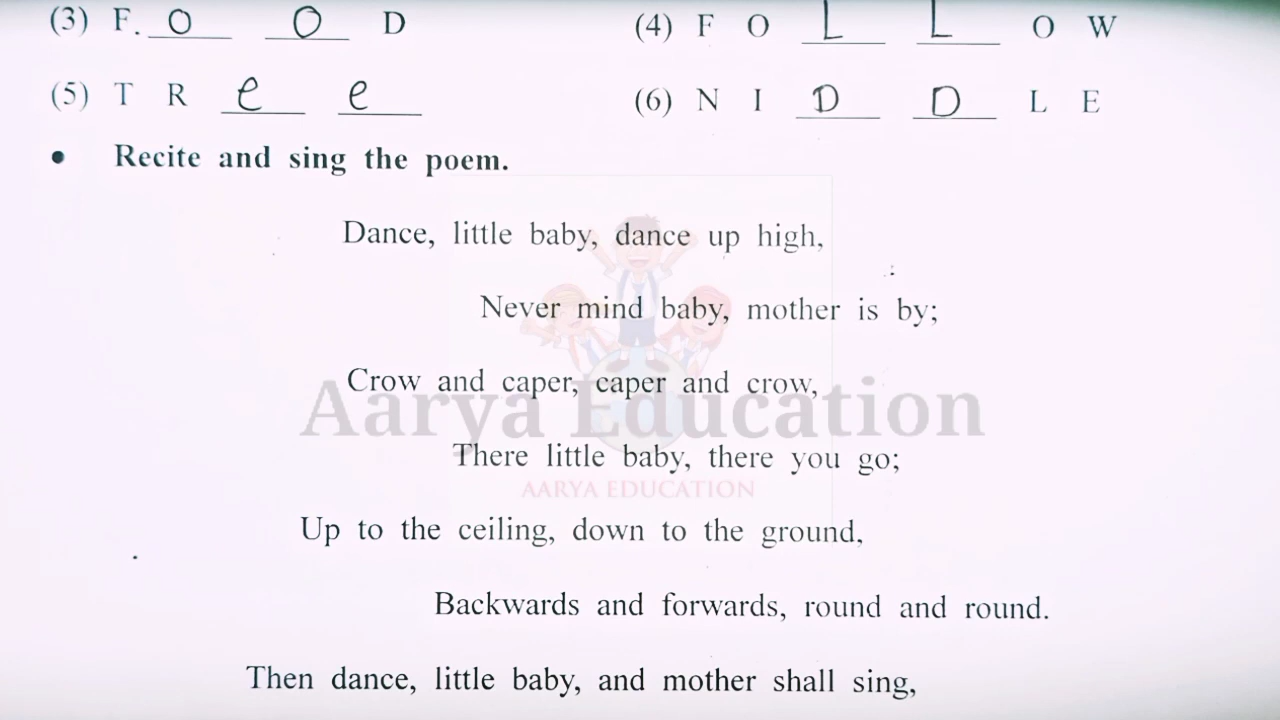 (3) F. O O D
(4) F O L L O W
(5) T R e e
(6) N I D D L E
• Recite and sing the poem.
Dance, little baby, dance up high,
Never mind baby, mother is by;
Crow and caper, caper and crow,
There little baby, there you go;
Up to the ceiling, down to the ground,
Backwards and forwards, round and round.
Then dance, little baby, and mother shall sing,
Aarya Education
AARYA EDUCATION